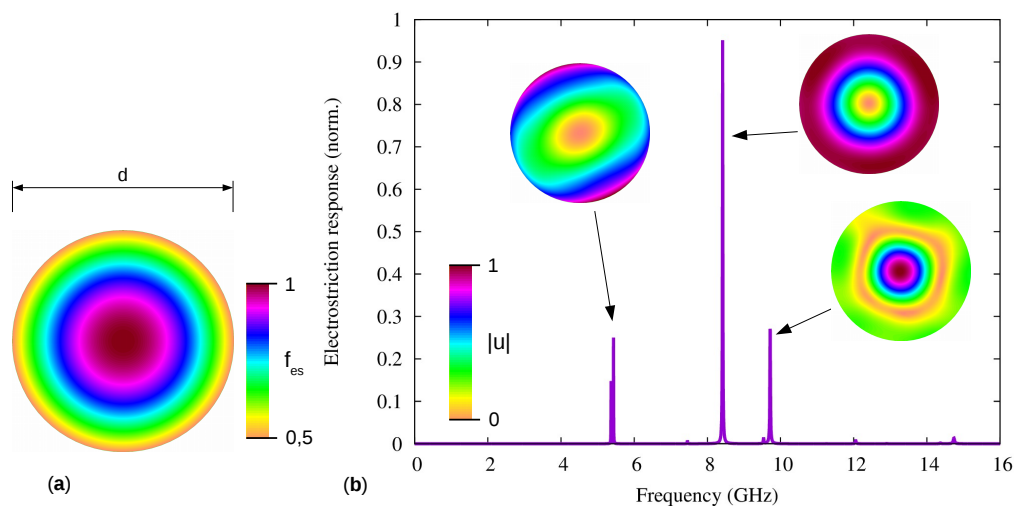 d
1
f es
0,5
(a)
Electrostriction response (norm.)
1
0.9
0.8
0.7
0.6
0.5
0.4
0.3
0.2
0.1
0
1
|u|
0
0 2 4 6 8 10 12 14 16
Frequency (GHz)
(b)